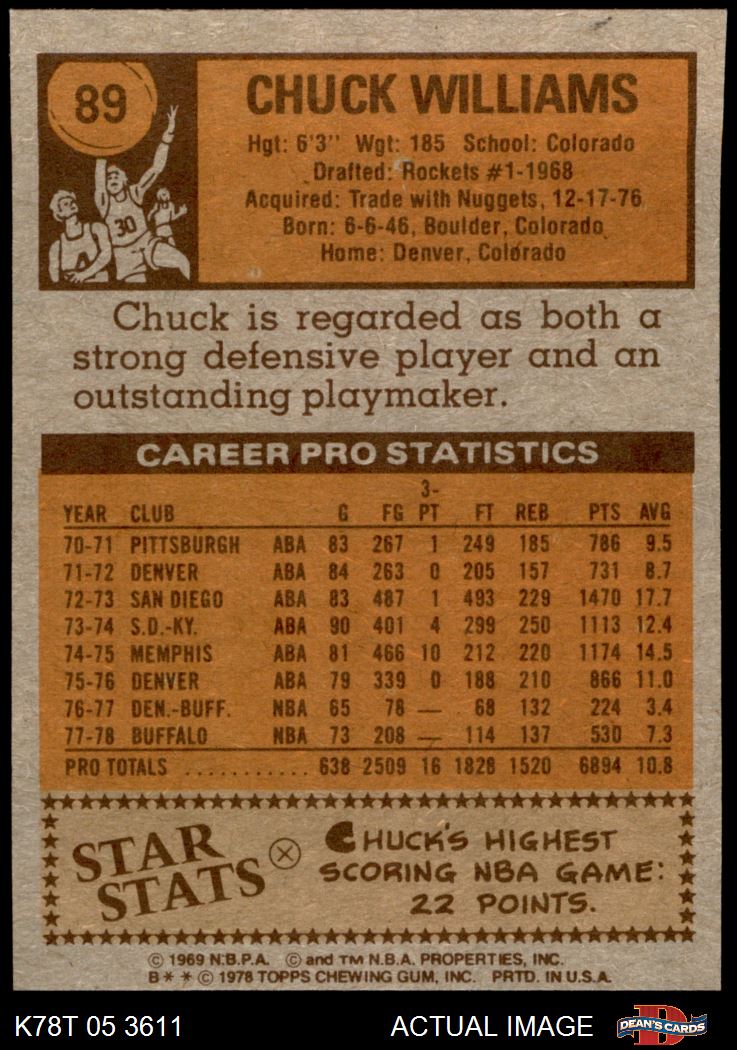 89
CHUCK WILLIAMS
Hgt: 6'3" Wgt: 185 School: Colorado
Drafted: Rockets #1-1968
Acquired: Trade with Nuggets, 12-17-76
Born: 6-6-46, Boulder, Colorado
Home: Denver, Colorado
30
Chuck is regarded as both a
strong defensive player and an
outstanding playmaker.
CAREER PRO STATISTICS
YEAR CLUB G FG 3-PT FT REB PTS AVG
70-71 PITTSBURGH ABA 83 267 1 249 185 786 9.5
71-72 DENVER ABA 84 263 0 205 157 731 8.7
72-73 SAN DIEGO ABA 83 487 1 493 229 1470 17.7
73-74 S.D.-KY. ABA 90 401 4 299 250 1113 12.4
74-75 MEMPHIS ABA 81 466 10 212 220 1174 14.5
75-76 DENVER ABA 79 339 0 188 210 866 11.0
76-77 DEN.-BUFF. NBA 65 78 — 68 132 224 3.4
77-78 BUFFALO NBA 73 208 — 114 137 530 7.3
PRO TOTALS ........... 638 2509 16 1828 1520 6894 10.8
STAR
STATS
CHUCK'S HIGHEST
SCORING NBA GAME:
22 POINTS.
© 1969 N.B.P.A. © and TM N.B.A. PROPERTIES, INC.
B* * © 1978 TOPPS CHEWING GUM, INC. PRTD. IN U.S.A.
K78T 05 3611 ACTUAL IMAGE
DEAN'S CARDS